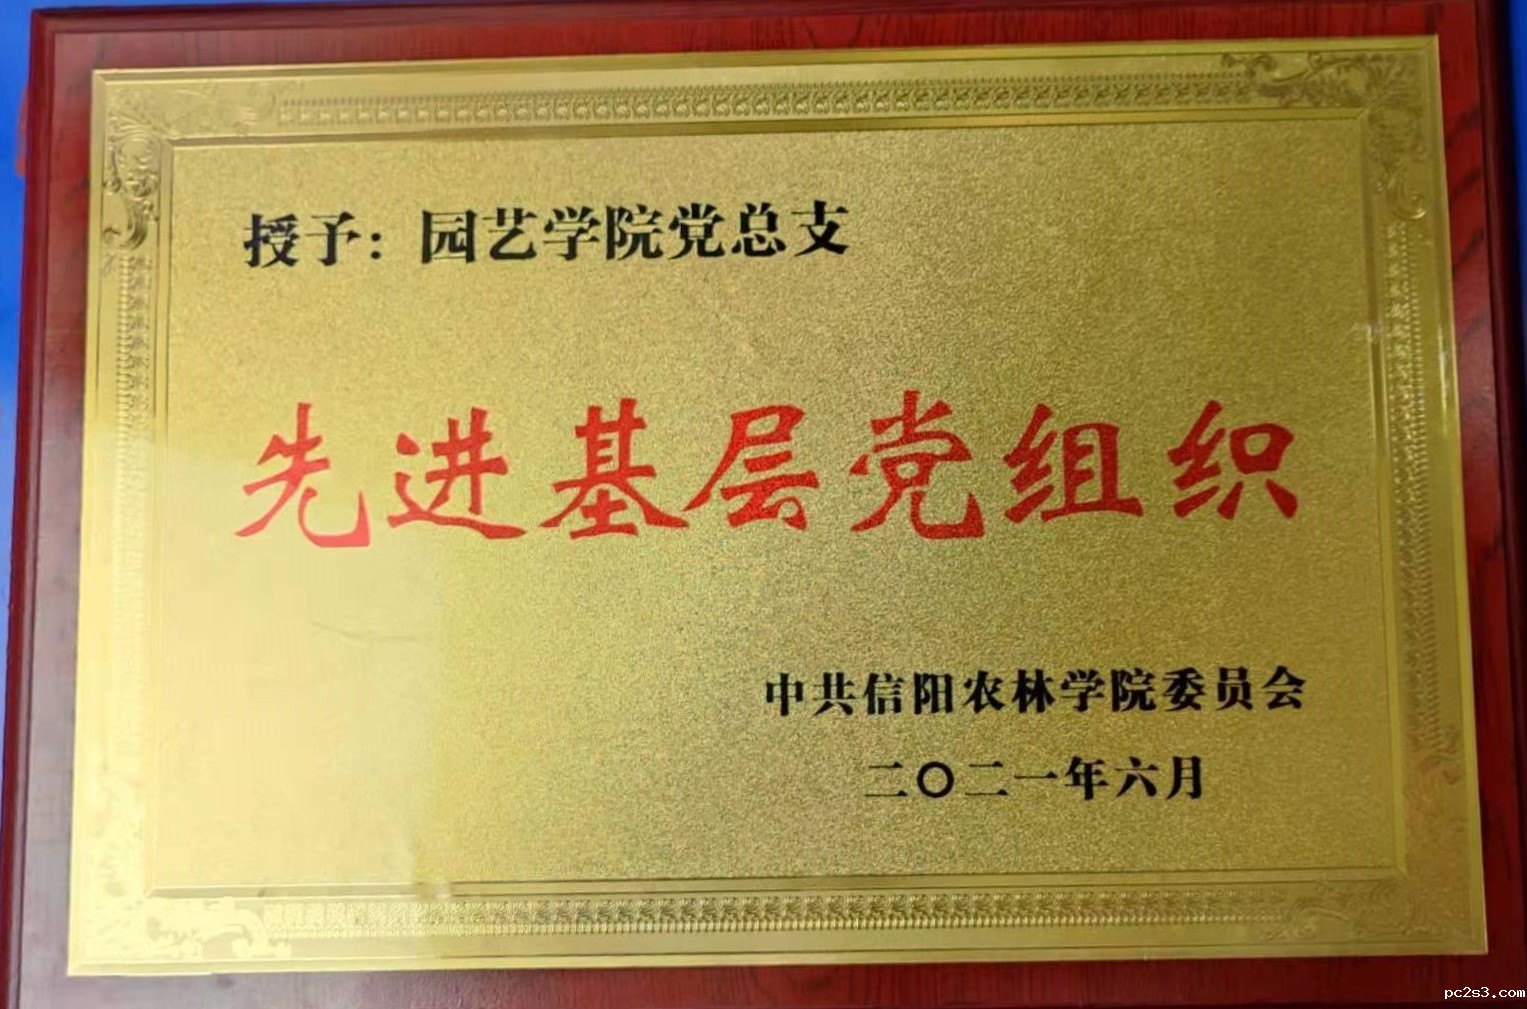 授予：园艺学院党总支
先进基层党组织
中共信阳农林学院委员会
二〇二一年六月
pc2s3.com